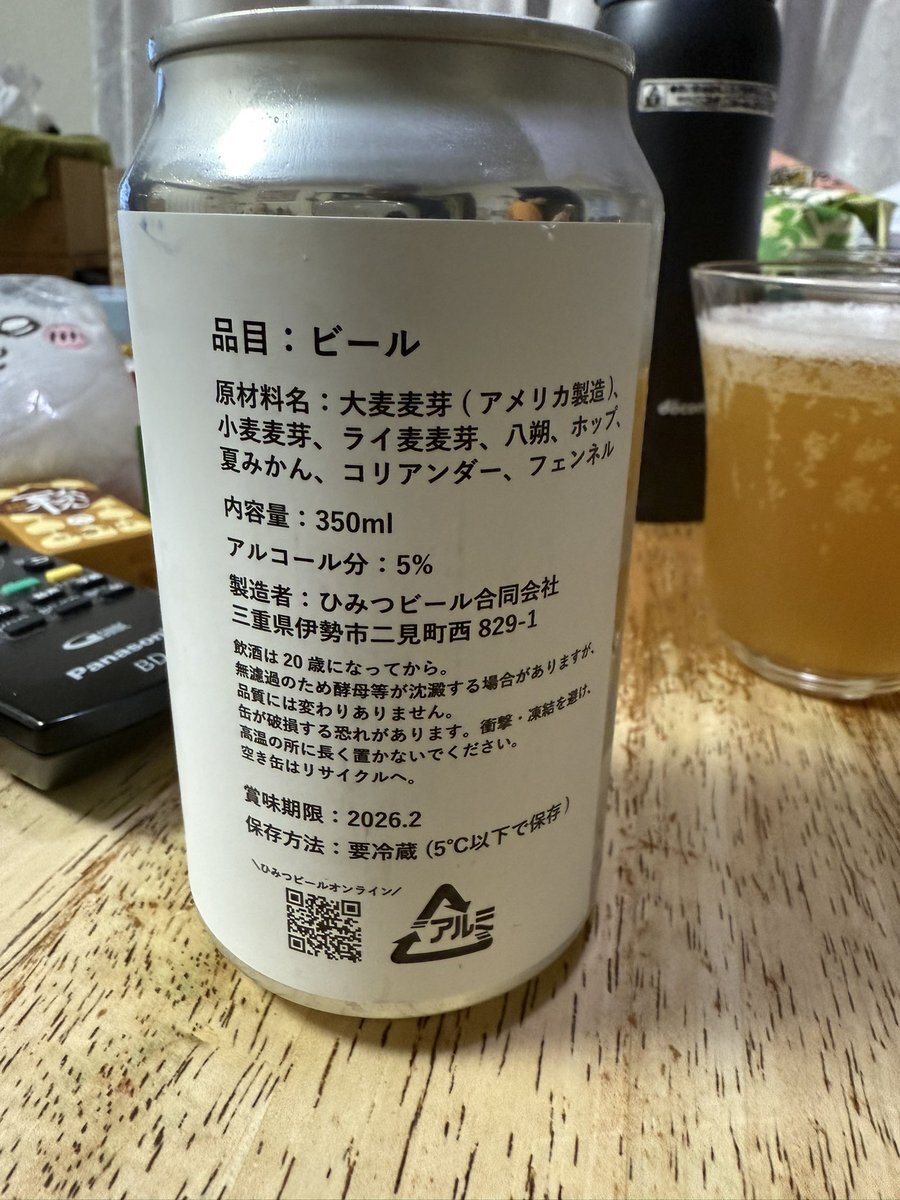 品目：ビール
原材料名：大麦麦芽（アメリカ製造）、
小麦麦芽、ライ麦麦芽、八朔、ホップ、
夏みかん、コリアンダー、フェンネル
内容量：350ml
アルコール分：5%
製造者：ひみつビール合同会社
三重県伊勢市二見町西 829-1
飲酒は 20 歳になってから。
無濾過のため酵母等が沈澱する場合がありますが、
品質には変わりありません。
缶が破損する恐れがあります。衝撃・凍結を避け、
高温の所に長く置かないでください。
空き缶はリサイクルへ。
賞味期限：2026.2
保存方法：要冷蔵（5℃以下で保存）
＼ひみつビールオンライン／
アルミ
Panasonic